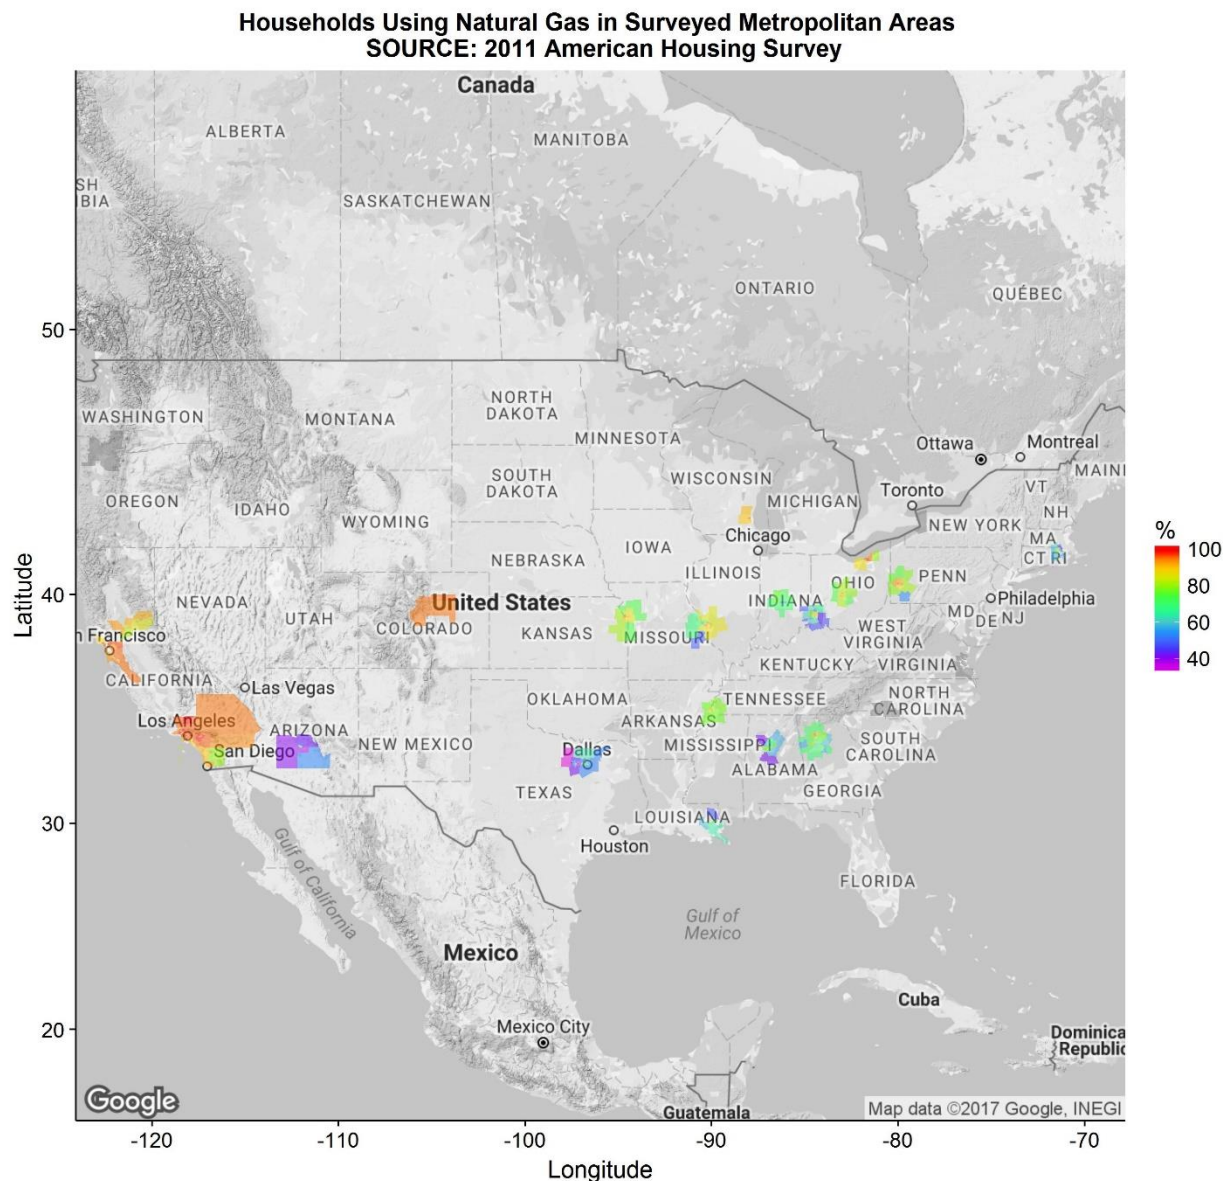 Households Using Natural Gas in Surveyed Metropolitan Areas
SOURCE: 2011 American Housing Survey
Canada
ALBERTA
MANITOBA
SH
IBIA
SASKATCHEWAN
ONTARIO
QUÉBEC
50
WASHINGTON
MONTANA
NORTH
DAKOTA
MINNESOTA
Ottawa
Montreal
MAIN
OREGON
IDAHO
SOUTH
DAKOTA
WISCONSIN
MICHIGAN
Toronto
VT
NH
WYOMING
NEW YORK
Chicago
IOWA
MA
CT RI
NEBRASKA
ILLINOIS
INDIANA
OHIO
PENN
40
NEVADA
United States
Philadelphia
UTAH
COLORADO
KANSAS
MISSOURI
WEST
VIRGINIA
MD
DE
NJ
n Francisco
CALIFORNIA
KENTUCKY
VIRGINIA
Las Vegas
OKLAHOMA
TENNESSEE
NORTH
CAROLINA
Los Angeles
ARIZONA
NEW MEXICO
ARKANSAS
San Diego
Dallas
MISSISSIPPI
SOUTH
CAROLINA
ALABAMA
TEXAS
GEORGIA
30
LOUISIANA
Houston
Gulf of California
FLORIDA
Gulf of
Mexico
Mexico
Cuba
20
Mexico City
Dominica
Republic
Google
Guatemala
Map data ©2017 Google, INEGI
-120
-110
-100
-90
-80
-70
Longitude
Latitude
%
100
80
60
40